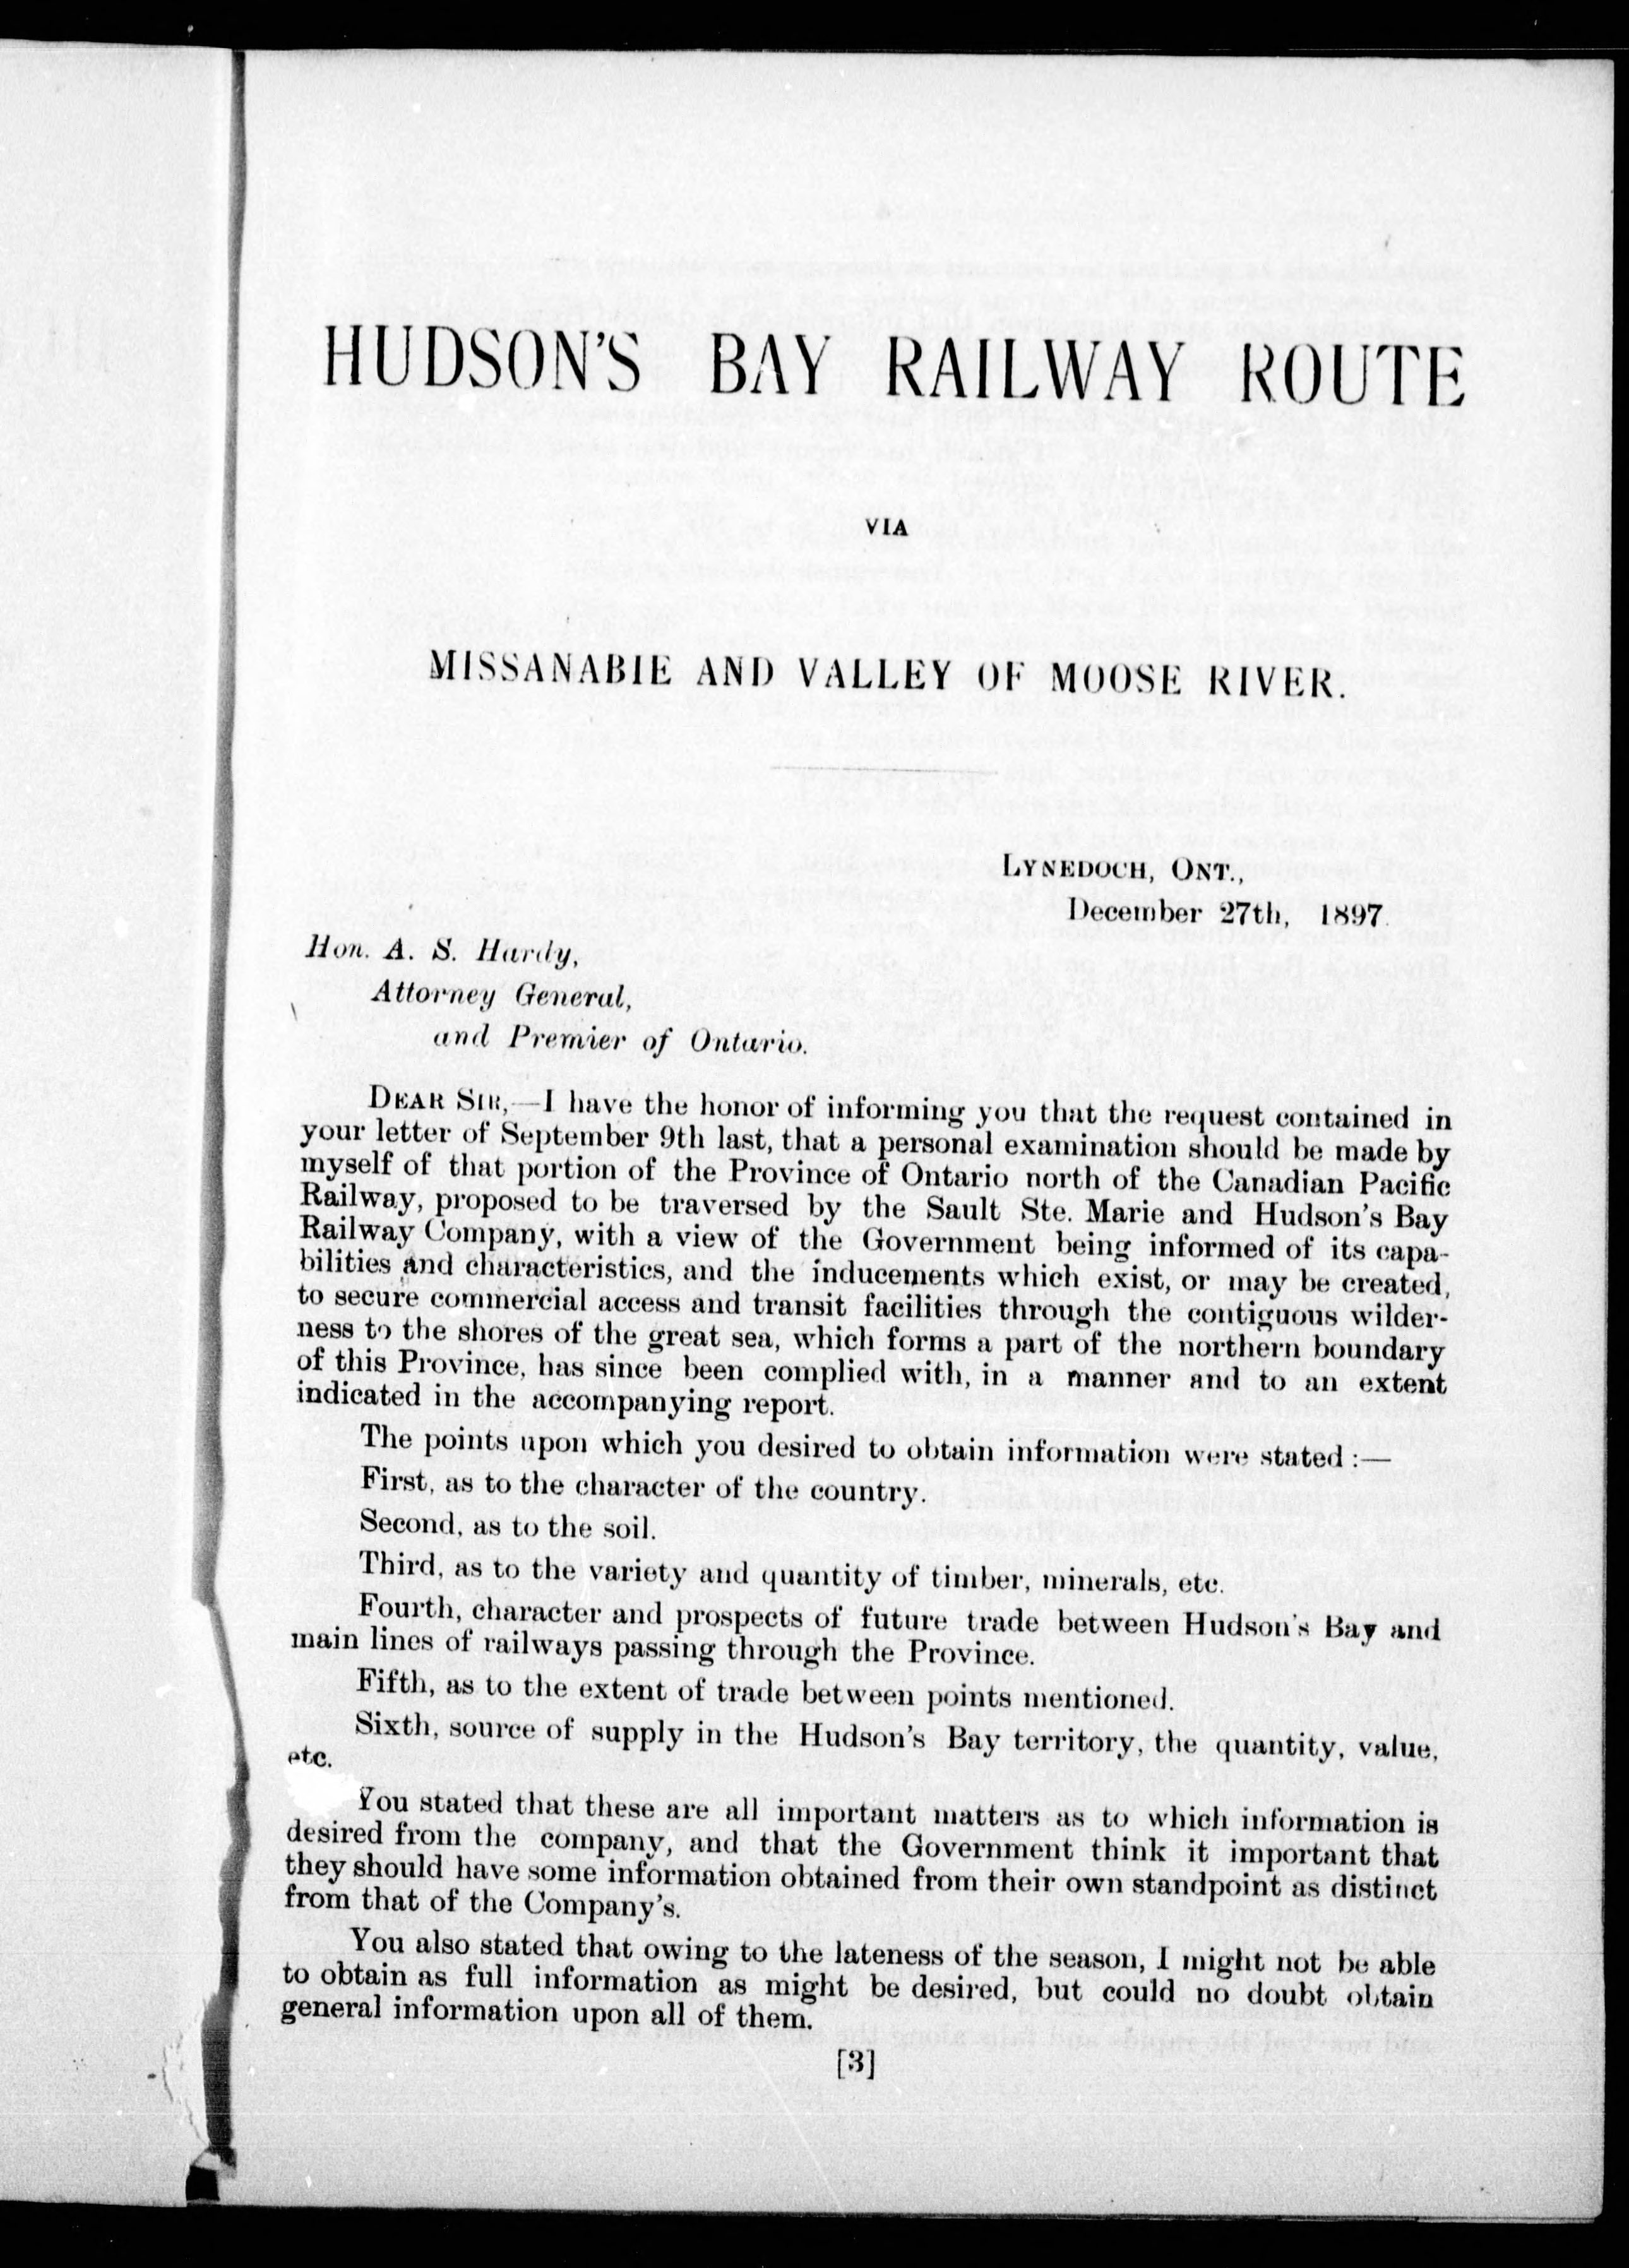 HUDSON'S BAY RAILWAY ROUTE
VIA
MISSANABIE AND VALLEY OF MOOSE RIVER.
LYNEDOCH, ONT.,
December 27th, 1897.
Hon. A. S. Hardy,
Attorney General,
and Premier of Ontario.
DEAR SIR,—I have the honor of informing you that the request contained in
your letter of September 9th last, that a personal examination should be made by
myself of that portion of the Province of Ontario north of the Canadian Pacific
Railway, proposed to be traversed by the Sault Ste. Marie and Hudson's Bay
Railway Company, with a view of the Government being informed of its capa-
bilities and characteristics, and the inducements which exist, or may be created,
to secure commercial access and transit facilities through the contiguous wilder-
ness to the shores of the great sea, which forms a part of the northern boundary
of this Province, has since been complied with, in a manner and to an extent
indicated in the accompanying report.
The points upon which you desired to obtain information were stated :—
First, as to the character of the country.
Second, as to the soil.
Third, as to the variety and quantity of timber, minerals, etc.
Fourth, character and prospects of future trade between Hudson's Bay and
main lines of railways passing through the Province.
Fifth, as to the extent of trade between points mentioned.
Sixth, source of supply in the Hudson's Bay territory, the quantity, value,
etc.
You stated that these are all important matters as to which information is
desired from the company, and that the Government think it important that
they should have some information obtained from their own standpoint as distinct
from that of the Company's.
You also stated that owing to the lateness of the season, I might not be able
to obtain as full information as might be desired, but could no doubt obtain
general information upon all of them.
[3]